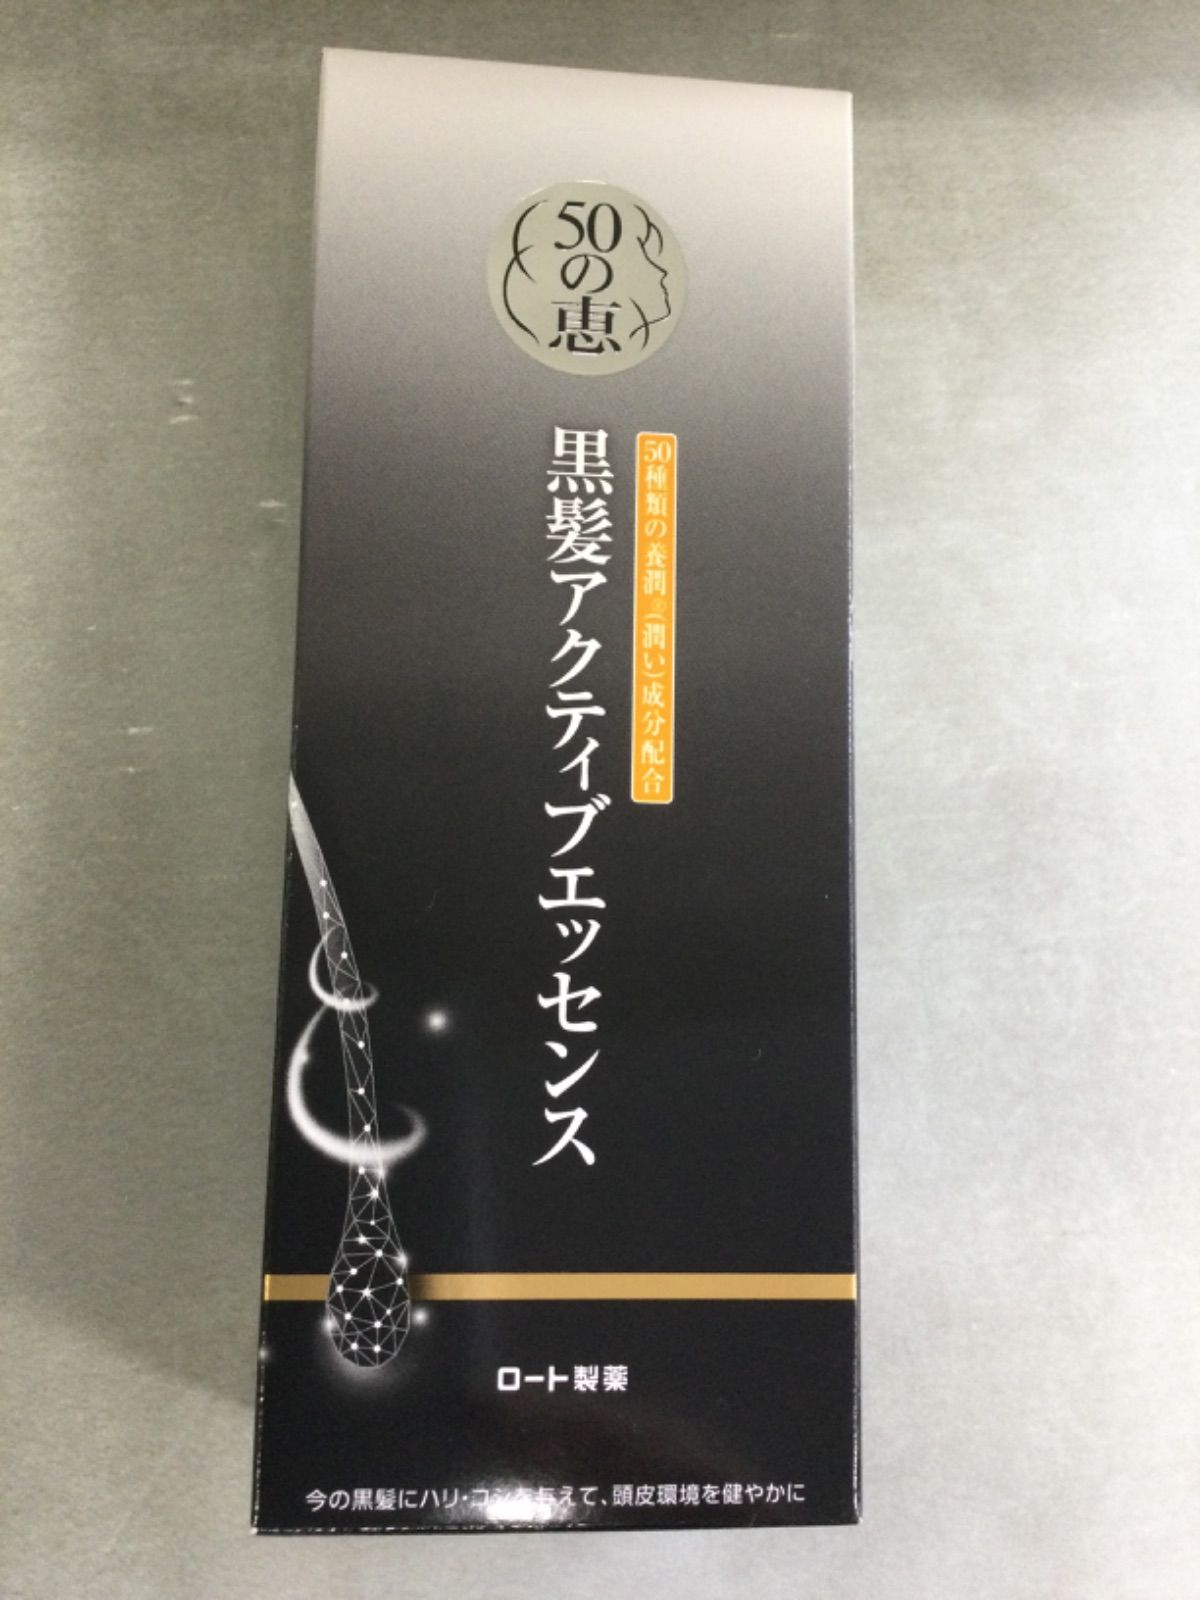 50の恵
50種類の養潤®(潤い)成分配合
黒髪アクティブエッセンス
ロート製薬
今の黒髪にハリ・コシを与えて、頭皮環境を健やかに